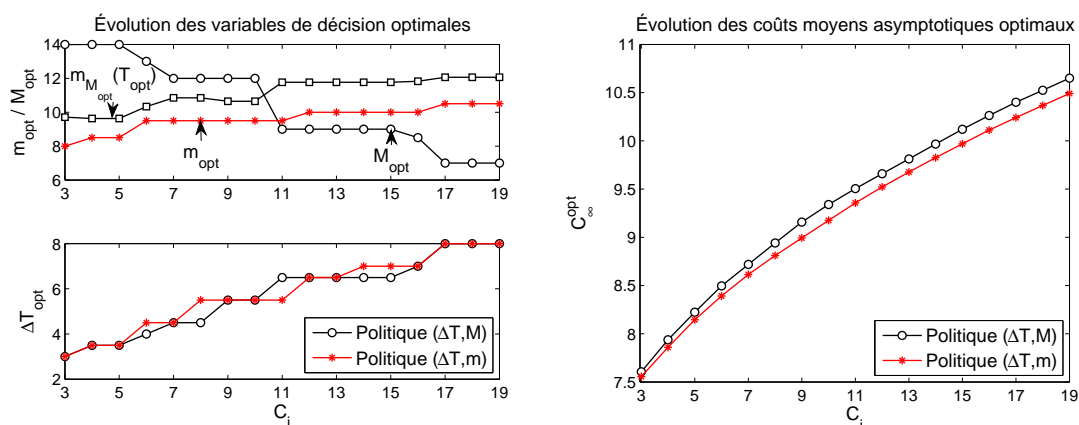 Évolution des variables de décision optimales
m_opt / M_opt
14
12
10
8
6
m_M_opt (T_opt)
m_opt
M_opt
3 5 7 9 11 13 15 17 19
ΔT_opt
8
6
4
2
Politique (ΔT,M)
Politique (ΔT,m)
3 5 7 9 11 13 15 17 19
C_i
Évolution des coûts moyens asymptotiques optimaux
C_∞^opt
11
10.5
10
9.5
9
8.5
8
7.5
Politique (ΔT,M)
Politique (ΔT,m)
3 5 7 9 11 13 15 17 19
C_i